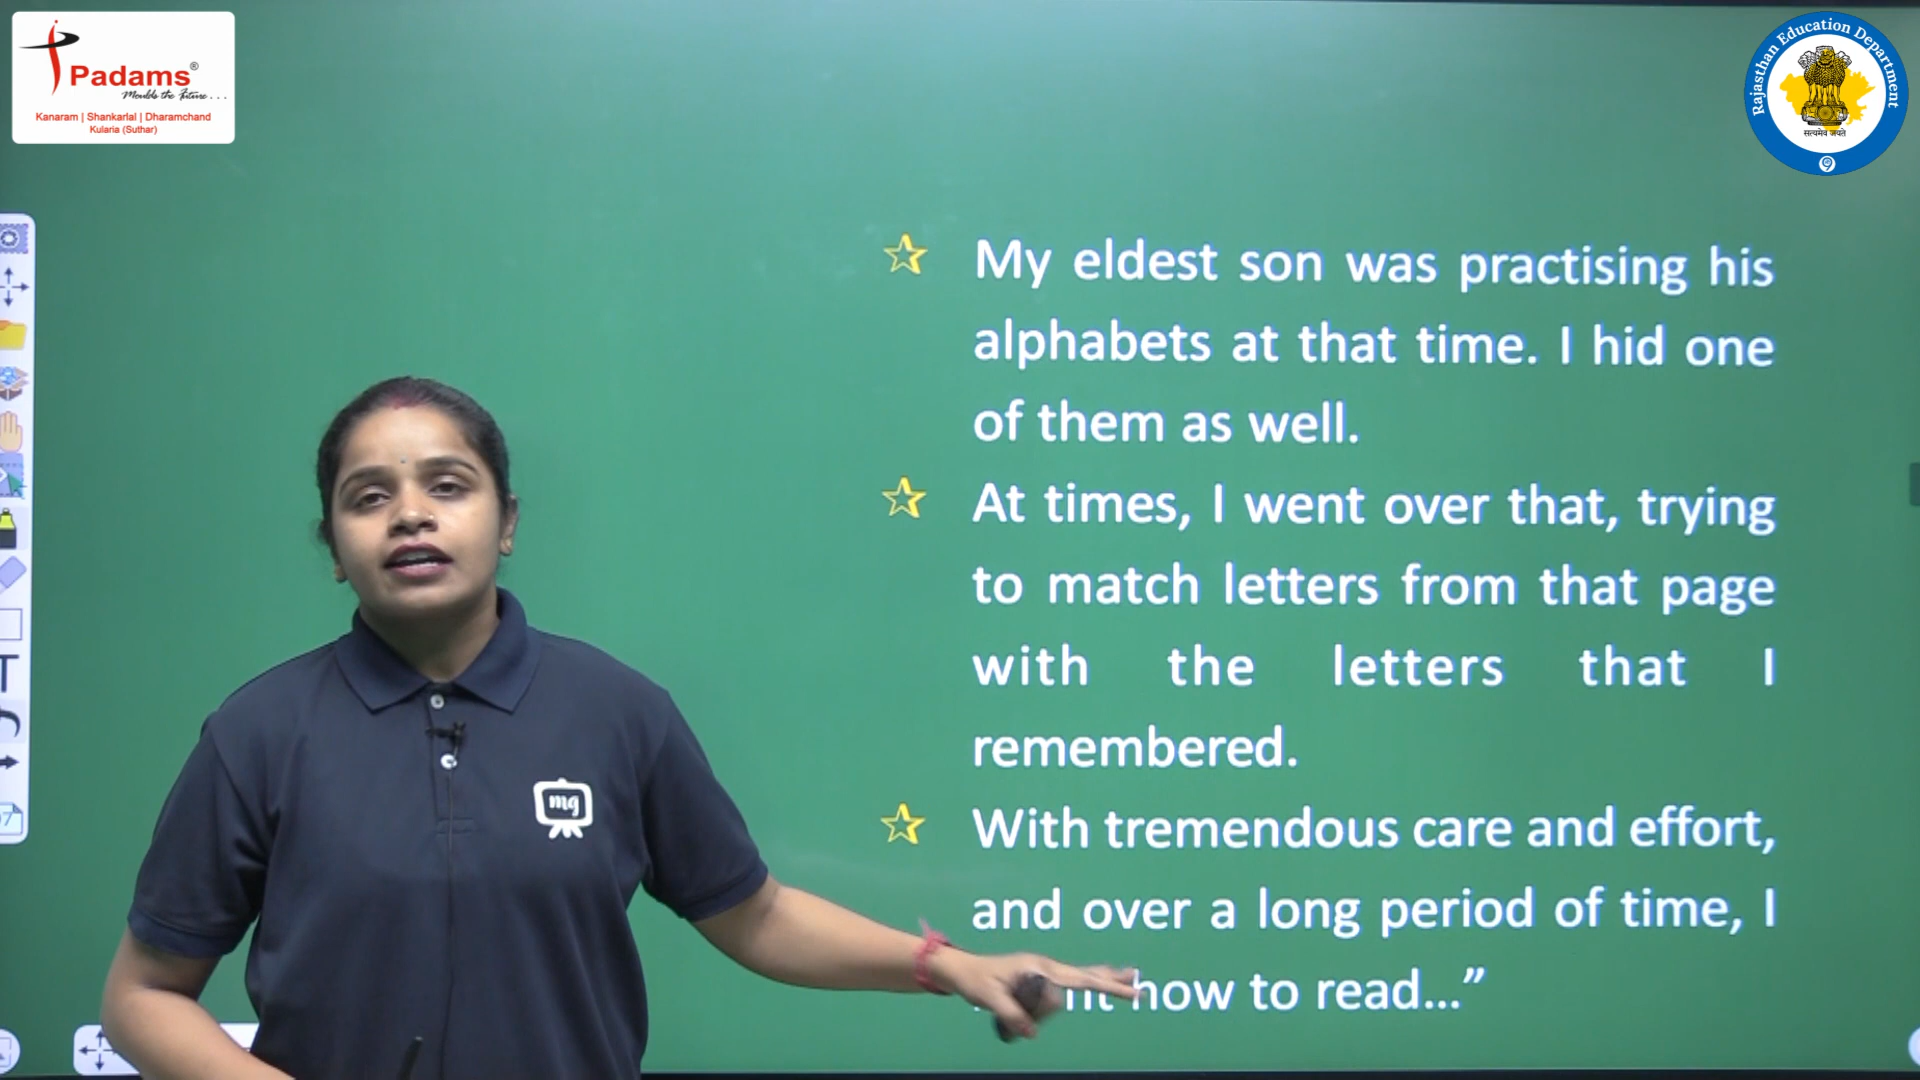 Padams®
Moulds the Future...
Kanaram | Shankarlal | Dharamchand
Kularia (Suthar)
Rajasthan Education Department
सत्यमेव जयते
My eldest son was practising his
alphabets at that time. I hid one
of them as well.
At times, I went over that, trying
to match letters from that page
with the letters that I
remembered.
With tremendous care and effort,
and over a long period of time, I
how to read...”
mg
T